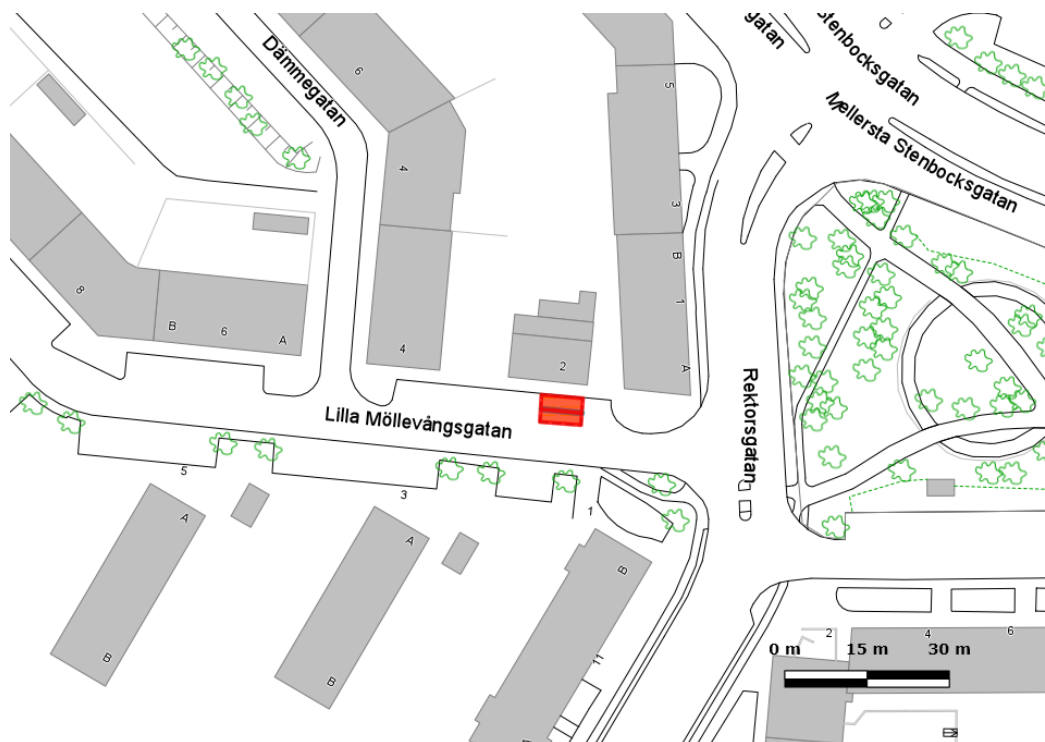 gatan
Stenbocksgatan
Dämmegatan
6
5
Mellersta Stenbocksgatan
4
3
B
8
1
B
6
A
4
2
A
Lilla Möllevångsgatan
Rektorsgatan
5
3
1
A
A
B
B
B
11
2
4
6
0 m 15 m 30 m